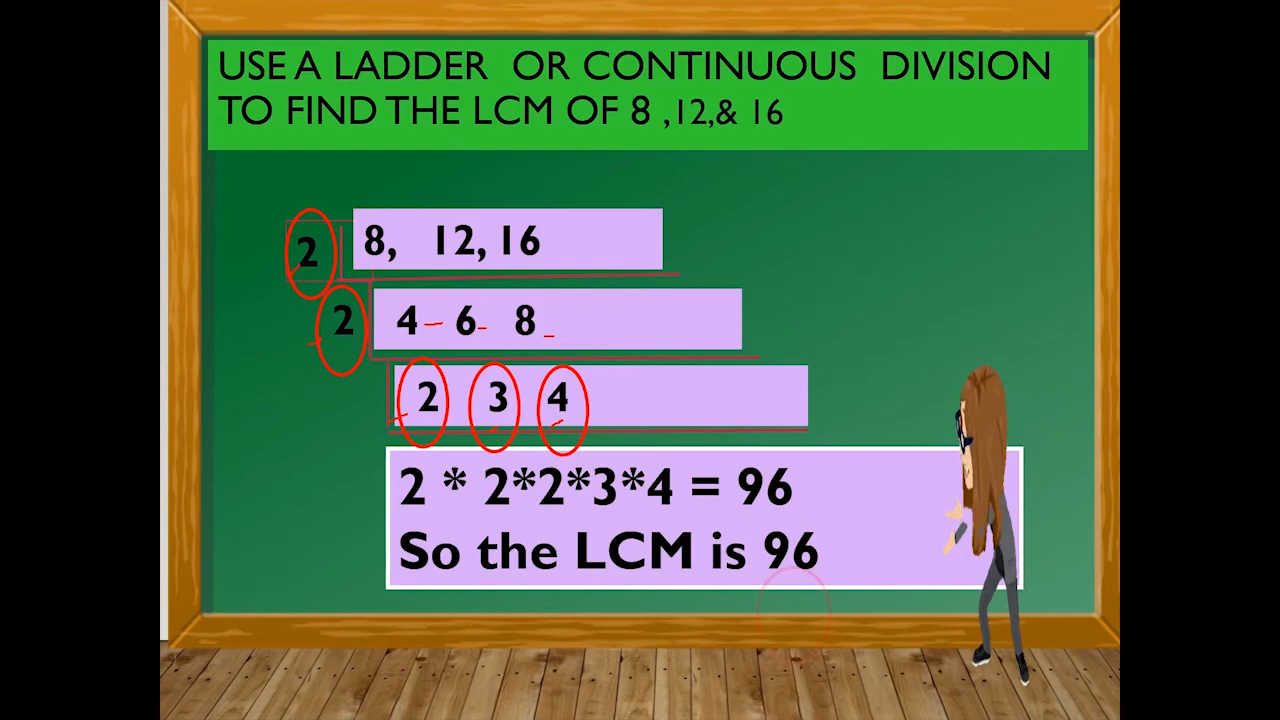 USE A LADDER OR CONTINUOUS DIVISION
TO FIND THE LCM OF 8 ,12,& 16
2 8, 12, 16
2 4 6 8
2 3 4
2 * 2*2*3*4 = 96
So the LCM is 96